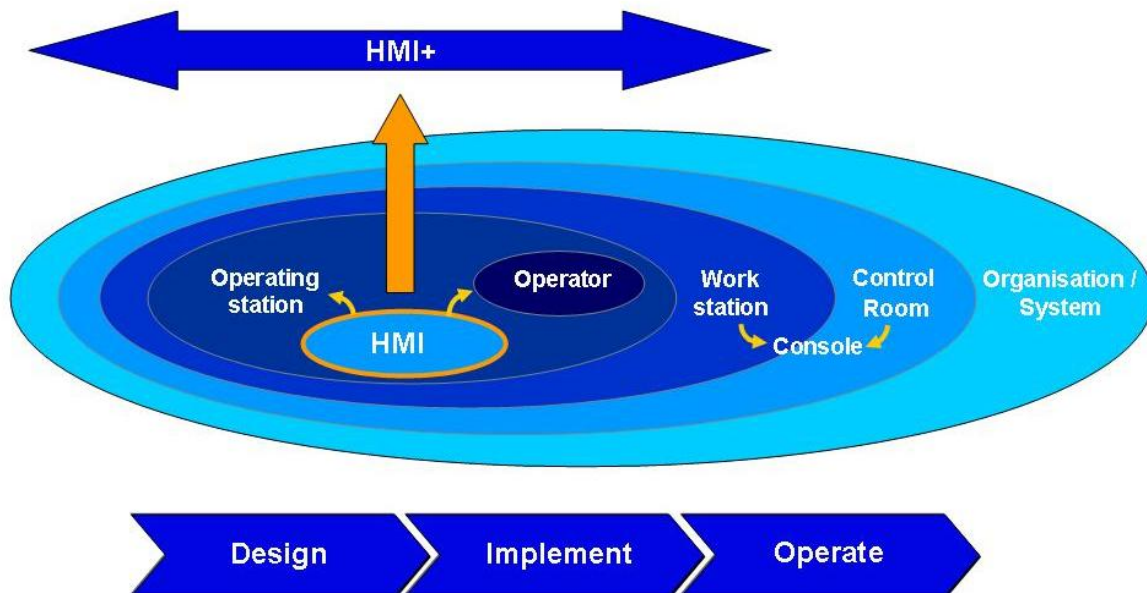 HMI+
Operating
station
Operator
HMI
Work
station
Control
Room
Console
Organisation /
System
Design
Implement
Operate